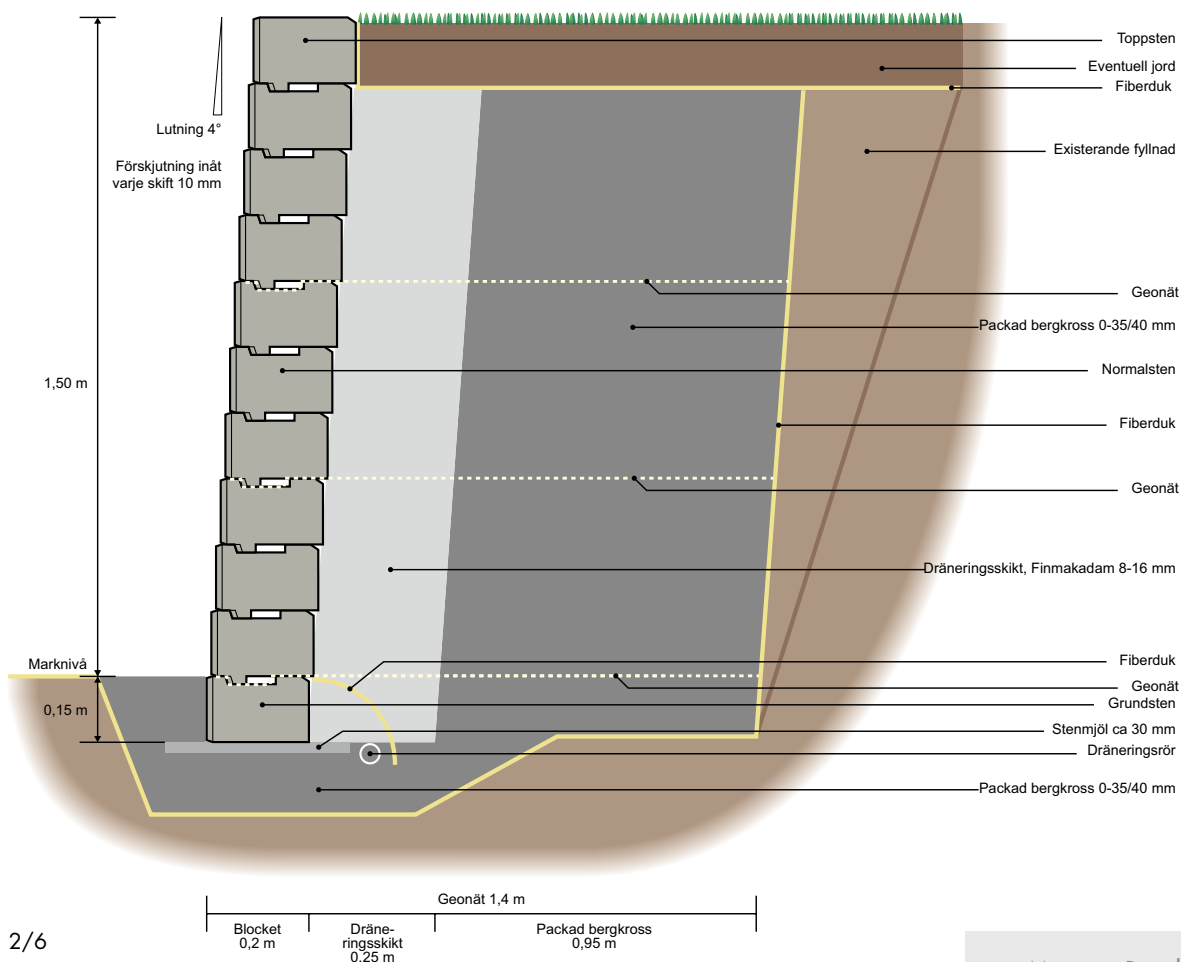 Toppsten
Eventuell jord
Fiberduk
Lutning 4°
Existerande fyllnad
Förskjutning inåt
varje skift 10 mm
Geonät
Packad bergkross 0-35/40 mm
Normalsten
1,50 m
Fiberduk
Geonät
Dräneringsskikt, Finmakadam 8-16 mm
Marknivå
Fiberduk
Geonät
Grundsten
0,15 m
Stenmjöl ca 30 mm
Dräneringsrör
Packad bergkross 0-35/40 mm
Geonät 1,4 m
Blocket
0,2 m
Dräne-
ringsskikt
0,25 m
Packad bergkross
0,95 m
2/6